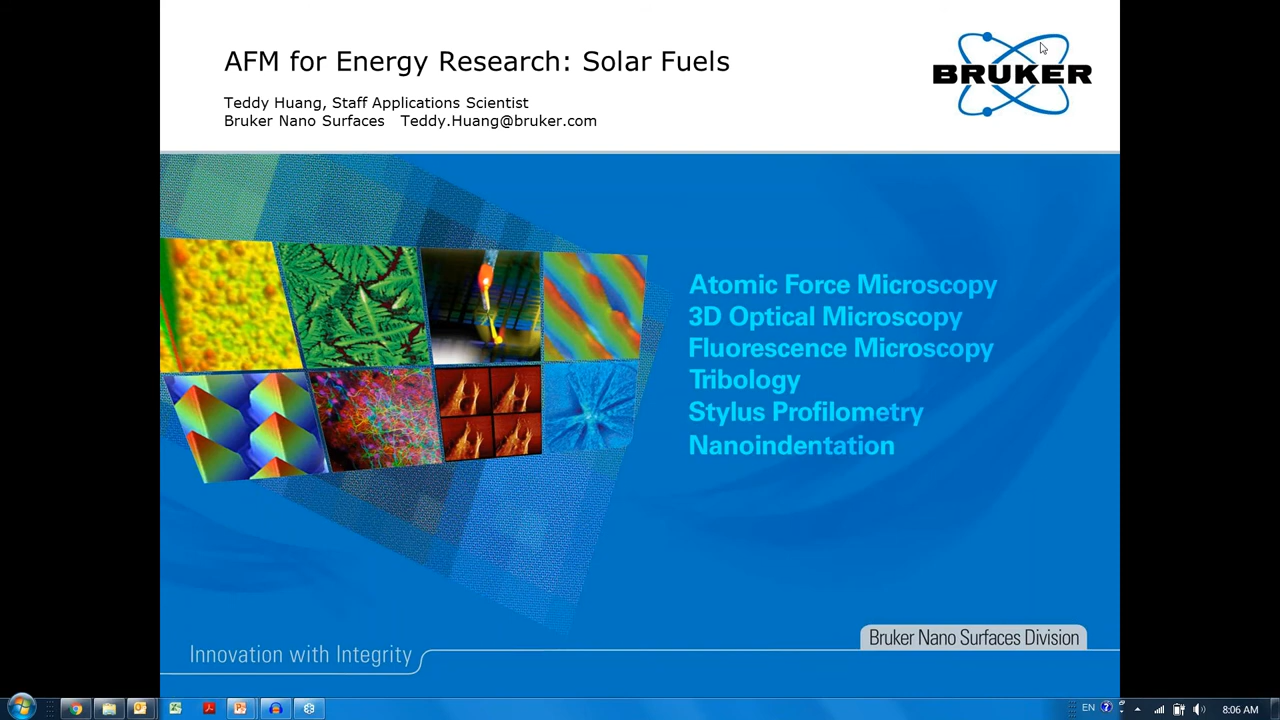 AFM for Energy Research: Solar Fuels
BRUKER
Teddy Huang, Staff Applications Scientist
Bruker Nano Surfaces Teddy.Huang@bruker.com
Atomic Force Microscopy
3D Optical Microscopy
Fluorescence Microscopy
Tribology
Stylus Profilometry
Nanoindentation
Bruker Nano Surfaces Division
Innovation with Integrity
EN
8:06 AM